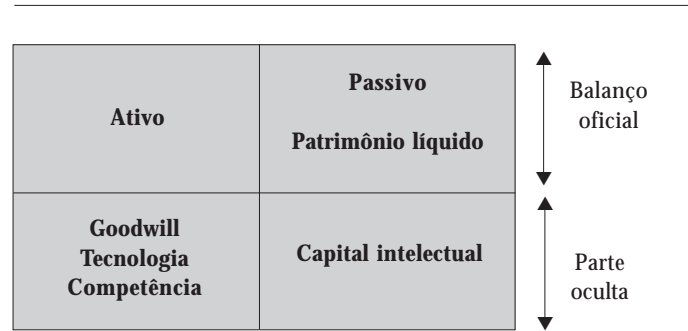 Ativo
Passivo
Patrimônio líquido
Balanço
oficial
Goodwill
Tecnologia
Competência
Capital intelectual
Parte
oculta